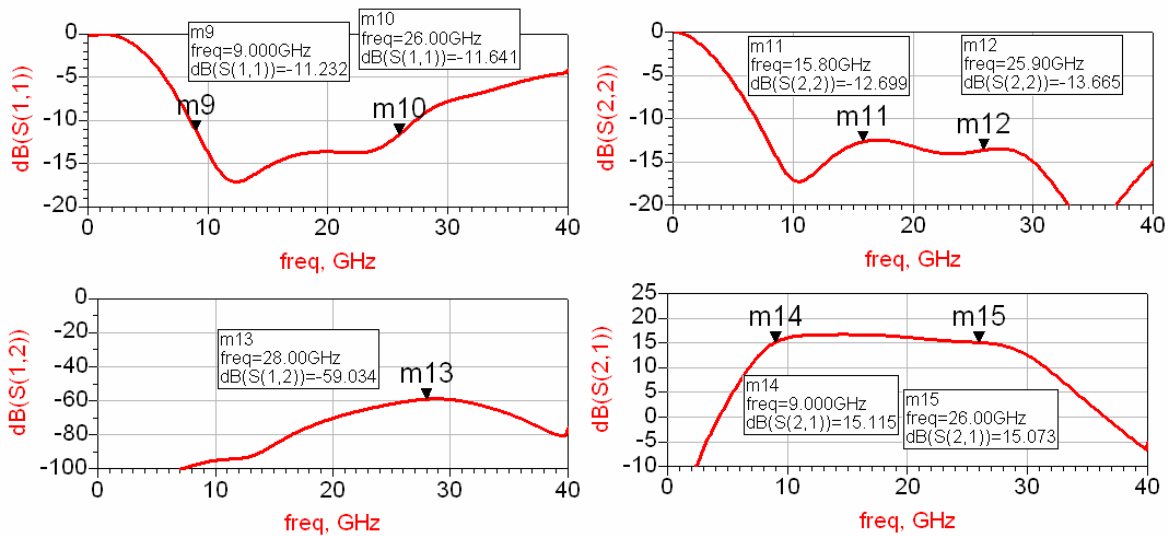 m9
freq=9.000GHz
dB(S(1,1))=-11.232
m10
freq=26.00GHz
dB(S(1,1))=-11.641
dB(S(1,1))
0
-5
-10
-15
-20
m9
m10
0
10
20
30
40
freq, GHz
m11
freq=15.80GHz
dB(S(2,2))=-12.699
m12
freq=25.90GHz
dB(S(2,2))=-13.665
dB(S(2,2))
0
-5
-10
-15
-20
m11
m12
0
10
20
30
40
freq, GHz
m13
freq=28.00GHz
dB(S(1,2))=-59.034
dB(S(1,2))
0
-20
-40
-60
-80
-100
m13
0
10
20
30
40
freq, GHz
dB(S(2,1))
25
20
15
10
5
0
-5
-10
m14
m15
m14
freq=9.000GHz
dB(S(2,1))=15.115
m15
freq=26.00GHz
dB(S(2,1))=15.073
0
10
20
30
40
freq, GHz